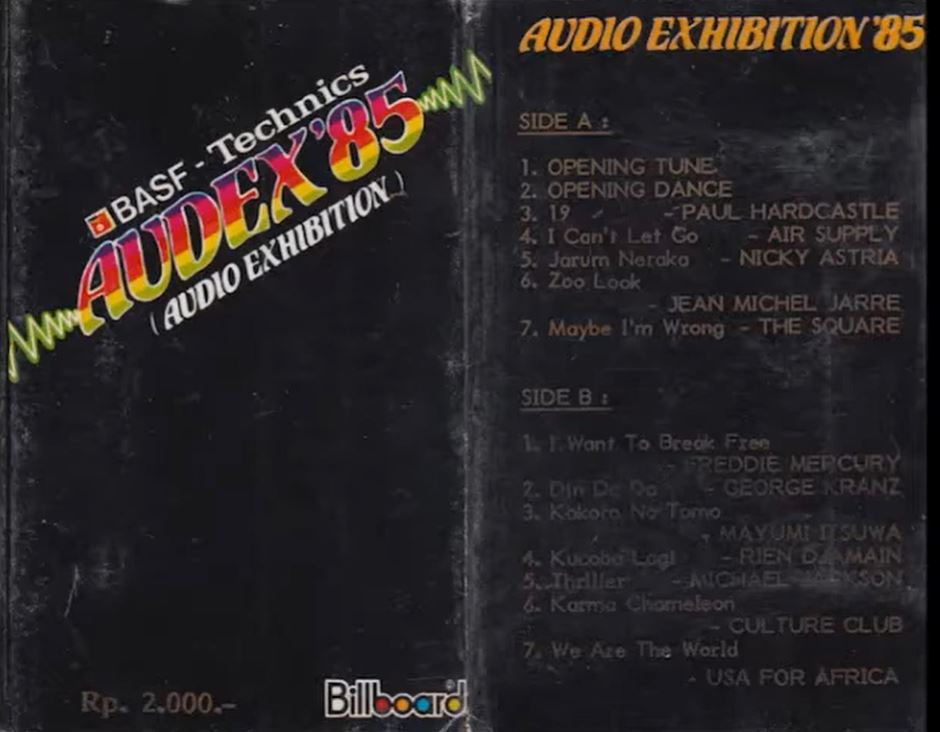 BASF - Technics
AUDEX'85
(AUDIO EXHIBITION)
Rp. 2.000.-
Billboard®
AUDIO EXHIBITION'85
SIDE A :
1. OPENING TUNE
2. OPENING DANCE
3. 19 - PAUL HARDCASTLE
4. I Can't Let Go - AIR SUPPLY
5. Jarum Neraka - NICKY ASTRIA
6. Zoo Look
- JEAN MICHEL JARRE
7. Maybe I'm Wrong - THE SQUARE
SIDE B :
1. I Want To Break Free
- FREDDIE MERCURY
2. Din Da Da - GEORGE KRANZ
3. Kokoro No Tomo
- MAYUMI ITSUWA
4. Kucoba Lagi - RIEN DJAMAIN
5. Thriller - MICHAEL JACKSON
6. Karma Chameleon
- CULTURE CLUB
7. We Are The World
- USA FOR AFRICA